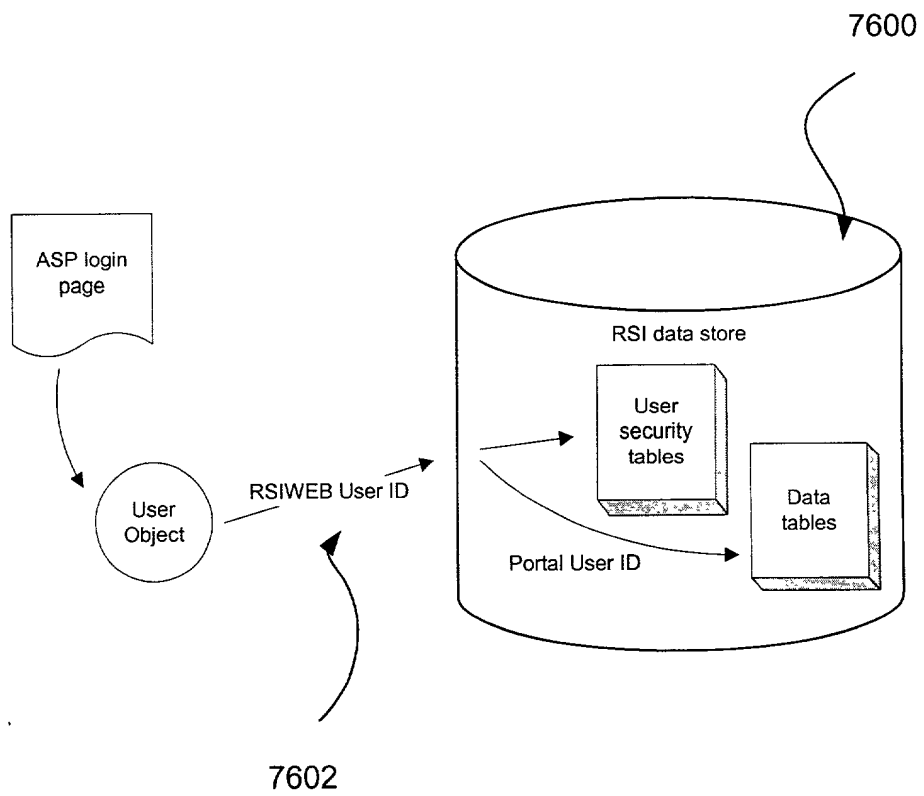 7600
ASP login
page
RSI data store
User
security
tables
RSIWEB User ID
User
Object
Data
tables
Portal User ID
7602